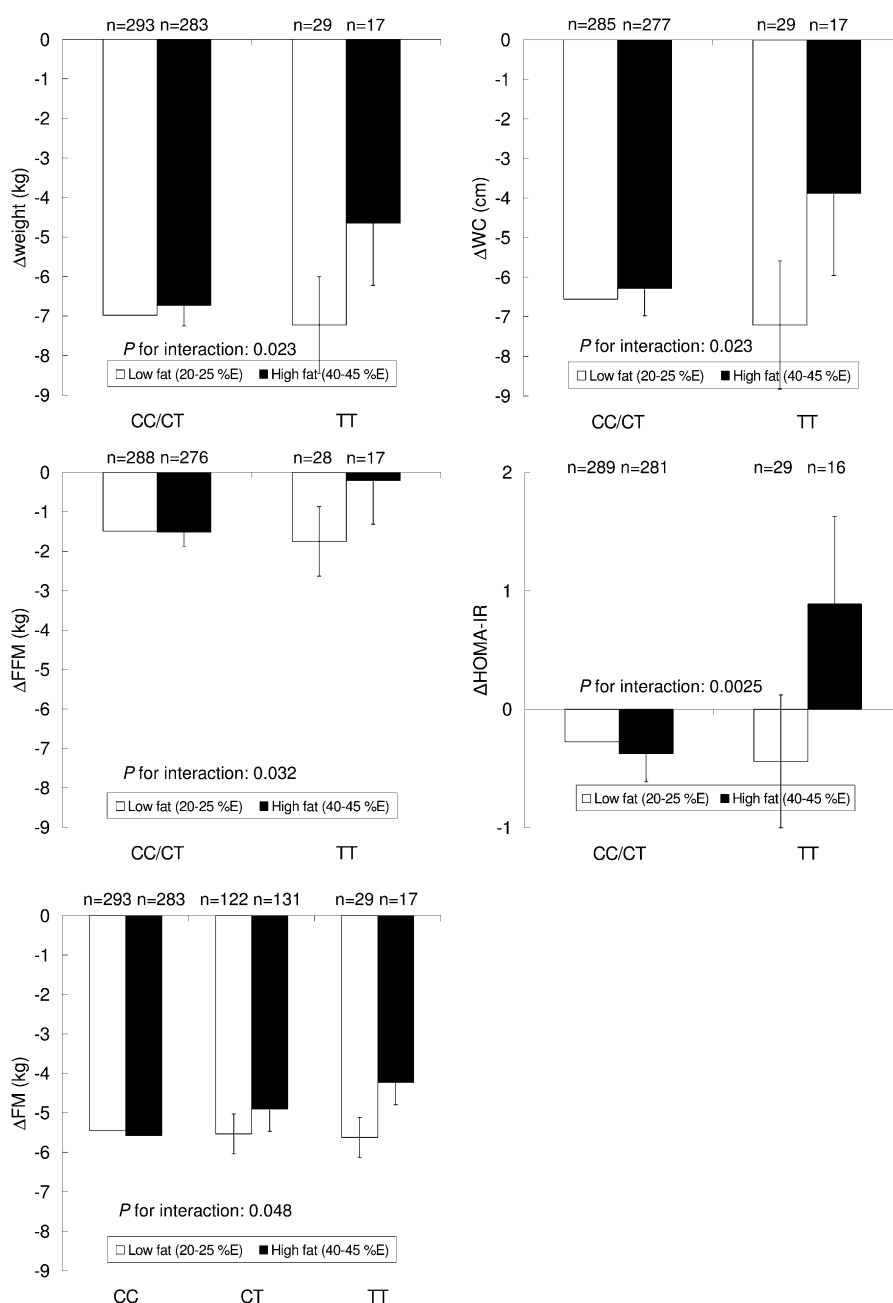 n=293 n=283 n=29 n=17
0
-1
-2
-3
-4
-5
-6
-7
-8
-9
Δweight (kg)
P for interaction: 0.023
Low fat (20-25 %E) High fat (40-45 %E)
CC/CT TT
n=285 n=277 n=29 n=17
0
-1
-2
-3
-4
-5
-6
-7
-8
-9
ΔWC (cm)
P for interaction: 0.023
Low fat (20-25 %E) High fat (40-45 %E)
CC/CT TT
n=288 n=276 n=28 n=17
0
-1
-2
-3
-4
-5
-6
-7
-8
-9
ΔFFM (kg)
P for interaction: 0.032
Low fat (20-25 %E) High fat (40-45 %E)
CC/CT TT
n=289 n=281 n=29 n=16
2
1
0
-1
ΔHOMA-IR
P for interaction: 0.0025
Low fat (20-25 %E) High fat (40-45 %E)
CC/CT TT
n=293 n=283 n=122 n=131 n=29 n=17
0
-1
-2
-3
-4
-5
-6
-7
-8
-9
ΔFM (kg)
P for interaction: 0.048
Low fat (20-25 %E) High fat (40-45 %E)
CC CT TT